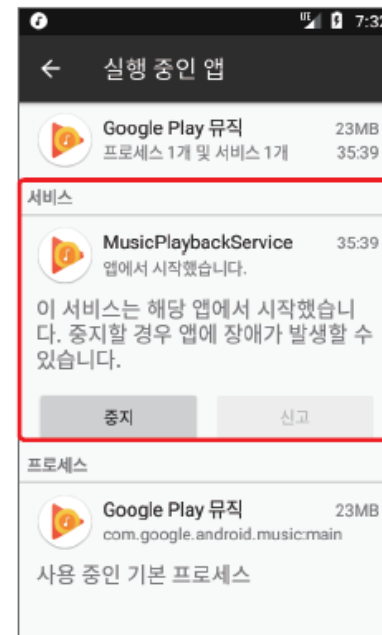 LTE 7:32
실행 중인 앱
Google Play 뮤직 23MB
프로세스 1개 및 서비스 1개 35:39
서비스
MusicPlaybackService 35:39
앱에서 시작했습니다.
이 서비스는 해당 앱에서 시작했습니
다. 중지할 경우 앱에 장애가 발생할 수
있습니다.
중지 신고
프로세스
Google Play 뮤직 23MB
com.google.android.music:main
사용 중인 기본 프로세스